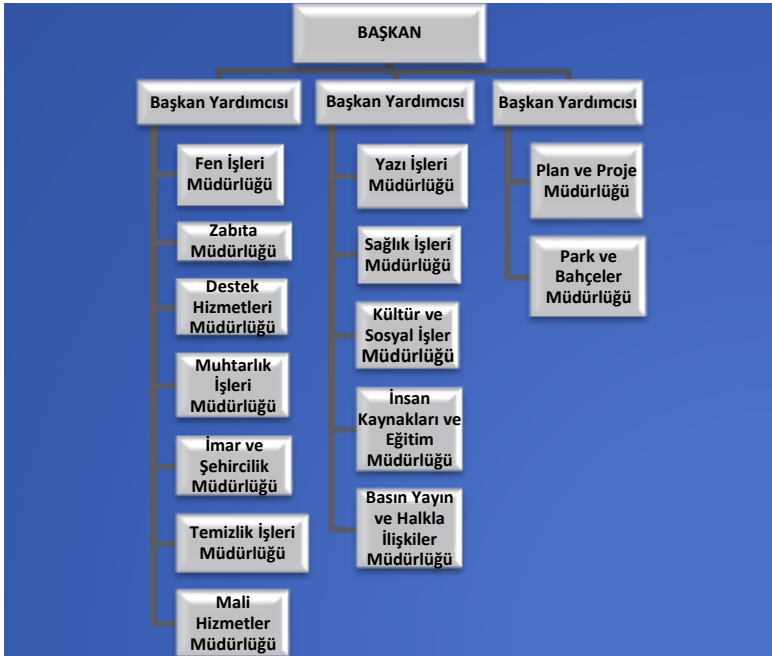 BAŞKAN
Başkan Yardımcısı
Fen İşleri
Müdürlüğü
Zabıta
Müdürlüğü
Destek
Hizmetleri
Müdürlüğü
Muhtarlık
İşleri
Müdürlüğü
İmar ve
Şehircilik
Müdürlüğü
Temizlik İşleri
Müdürlüğü
Mali
Hizmetler
Müdürlüğü
Başkan Yardımcısı
Yazı İşleri
Müdürlüğü
Sağlık İşleri
Müdürlüğü
Kültür ve
Sosyal İşler
Müdürlüğü
İnsan
Kaynakları ve
Eğitim
Müdürlüğü
Basın Yayın
ve Halkla
İlişkiler
Müdürlüğü
Başkan Yardımcısı
Plan ve Proje
Müdürlüğü
Park ve
Bahçeler
Müdürlüğü